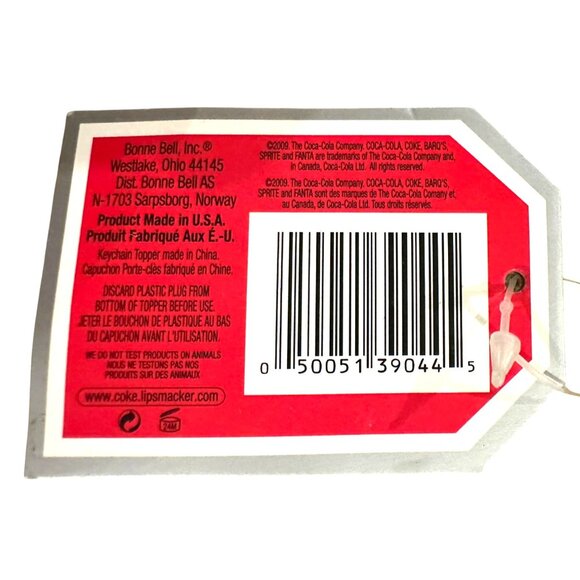 Bonne Bell, Inc.®
Westlake, Ohio 44145
Dist. Bonne Bell AS
N-1703 Sarpsborg, Norway
Product Made in U.S.A.
Produit Fabriqué Aux É.-U.
Keychain Topper made in China.
Capuchon Porte-clés fabriqué en Chine.
DISCARD PLASTIC PLUG FROM
BOTTOM OF TOPPER BEFORE USE.
JETER LE BOUCHON DE PLASTIQUE AU BAS
DU CAPUCHON AVANT L'UTILISATION.
WE DO NOT TEST PRODUCTS ON ANIMALS
NOUS NE TESTONS PAS NOS
PRODUITS SUR DES ANIMAUX
24M
www.coke.lipsmacker.com
©2009. The Coca-Cola Company. COCA-COLA, COKE, BARQ'S,
SPRITE and FANTA are trademarks of The Coca-Cola Company and,
in Canada, Coca-Cola Ltd. All rights reserved.
©2009. The Coca-Cola Company. COCA-COLA, COKE, BARQ'S,
SPRITE and FANTA sont des marques de The Coca-Cola Company et,
au Canada, de Coca-Cola Ltd. Tous droits réservés.
0 50051 39044 5